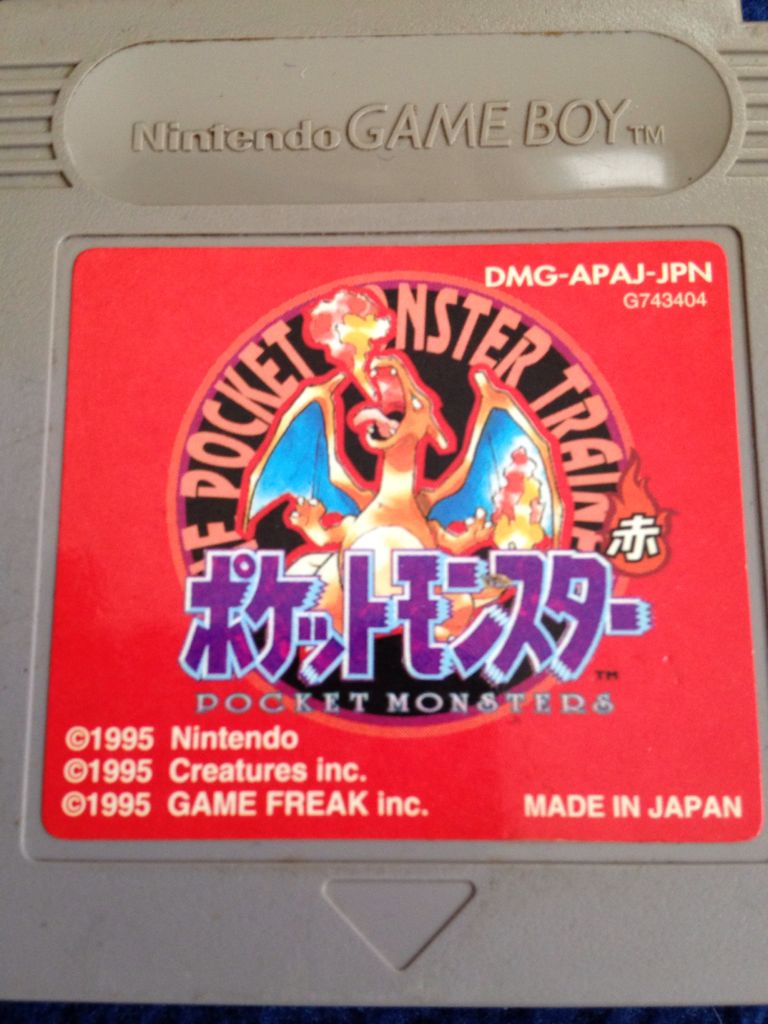 Nintendo GAME BOY TM
DMG-APAJ-JPN
G743404
POCKET MONSTER TRAINE
赤
ポケットモンスター
TM
POCKET MONSTERS
©1995 Nintendo
©1995 Creatures inc.
©1995 GAME FREAK inc.
MADE IN JAPAN